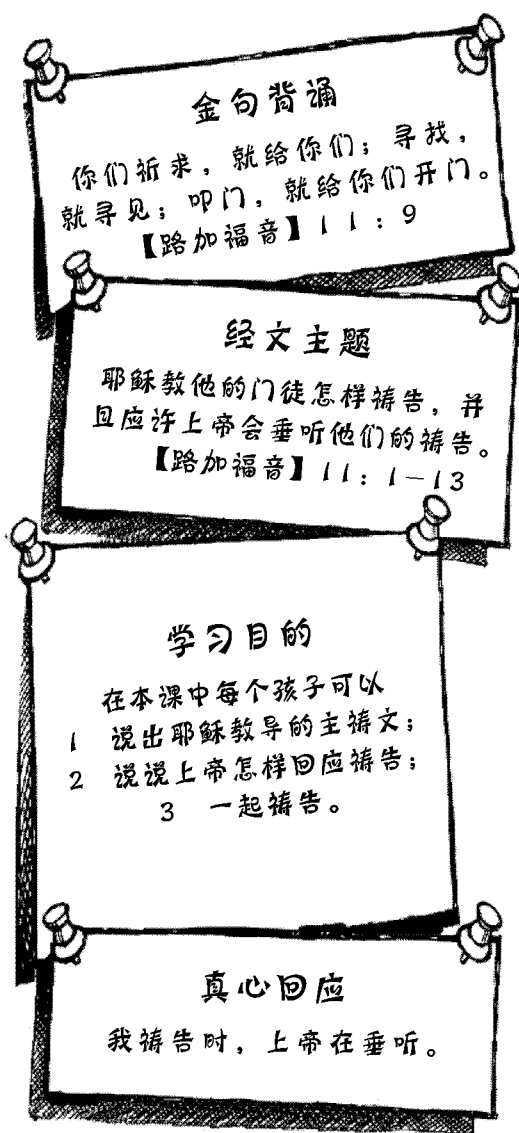 金句背诵
你们祈求，就给你们；寻找，
就寻见；叩门，就给你们开门。
【路加福音】11：9
经文主题
耶稣教他的门徒怎样祷告，并
且应许上帝会垂听他们的祷告。
【路加福音】11：1—13
学习目的
在本课中每个孩子可以
1 说出耶稣教导的主祷文；
2 说说上帝怎样回应祷告；
3 一起祷告。
真心回应
我祷告时，上帝在垂听。